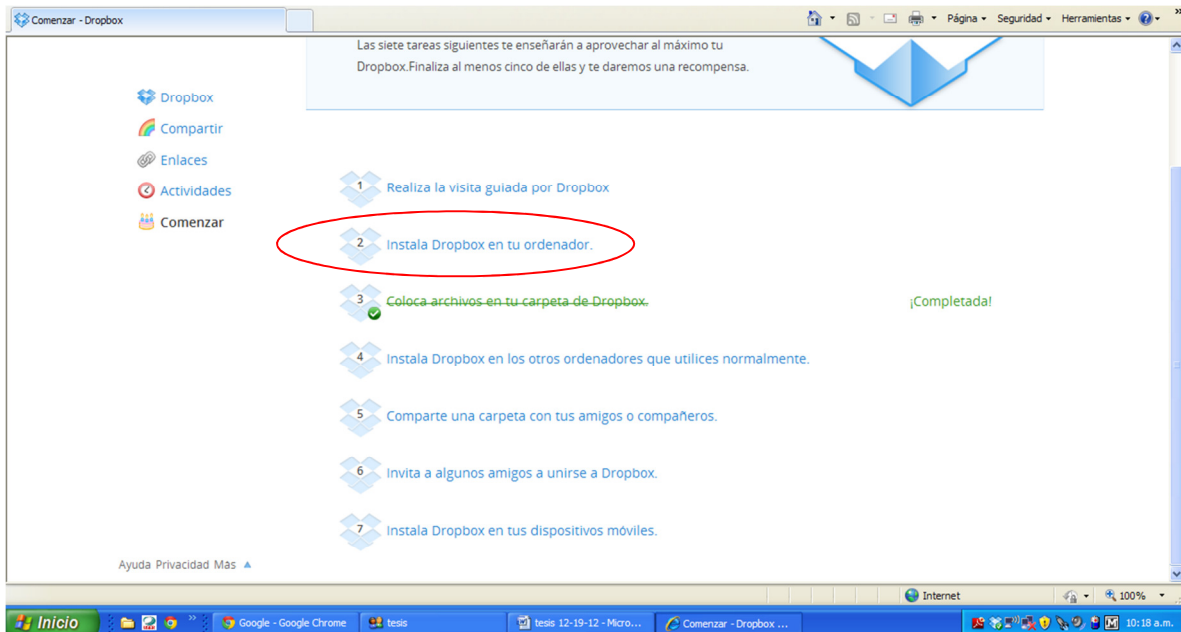 Comenzar - Dropbox
Página Seguridad Herramientas
Las siete tareas siguientes te enseñarán a aprovechar al máximo tu
Dropbox.Finaliza al menos cinco de ellas y te daremos una recompensa.
Dropbox
Compartir
Enlaces
Actividades
Comenzar
1 Realiza la visita guiada por Dropbox
2 Instala Dropbox en tu ordenador.
3 Coloca archivos en tu carpeta de Dropbox. ¡Completada!
4 Instala Dropbox en los otros ordenadores que utilices normalmente.
5 Comparte una carpeta con tus amigos o compañeros.
6 Invita a algunos amigos a unirse a Dropbox.
7 Instala Dropbox en tus dispositivos móviles.
Ayuda Privacidad Más
Internet 100%
Inicio Google - Google Chrome tesis tesis 12-19-12 - Micro... Comenzar - Dropbox ... 10:18 a.m.